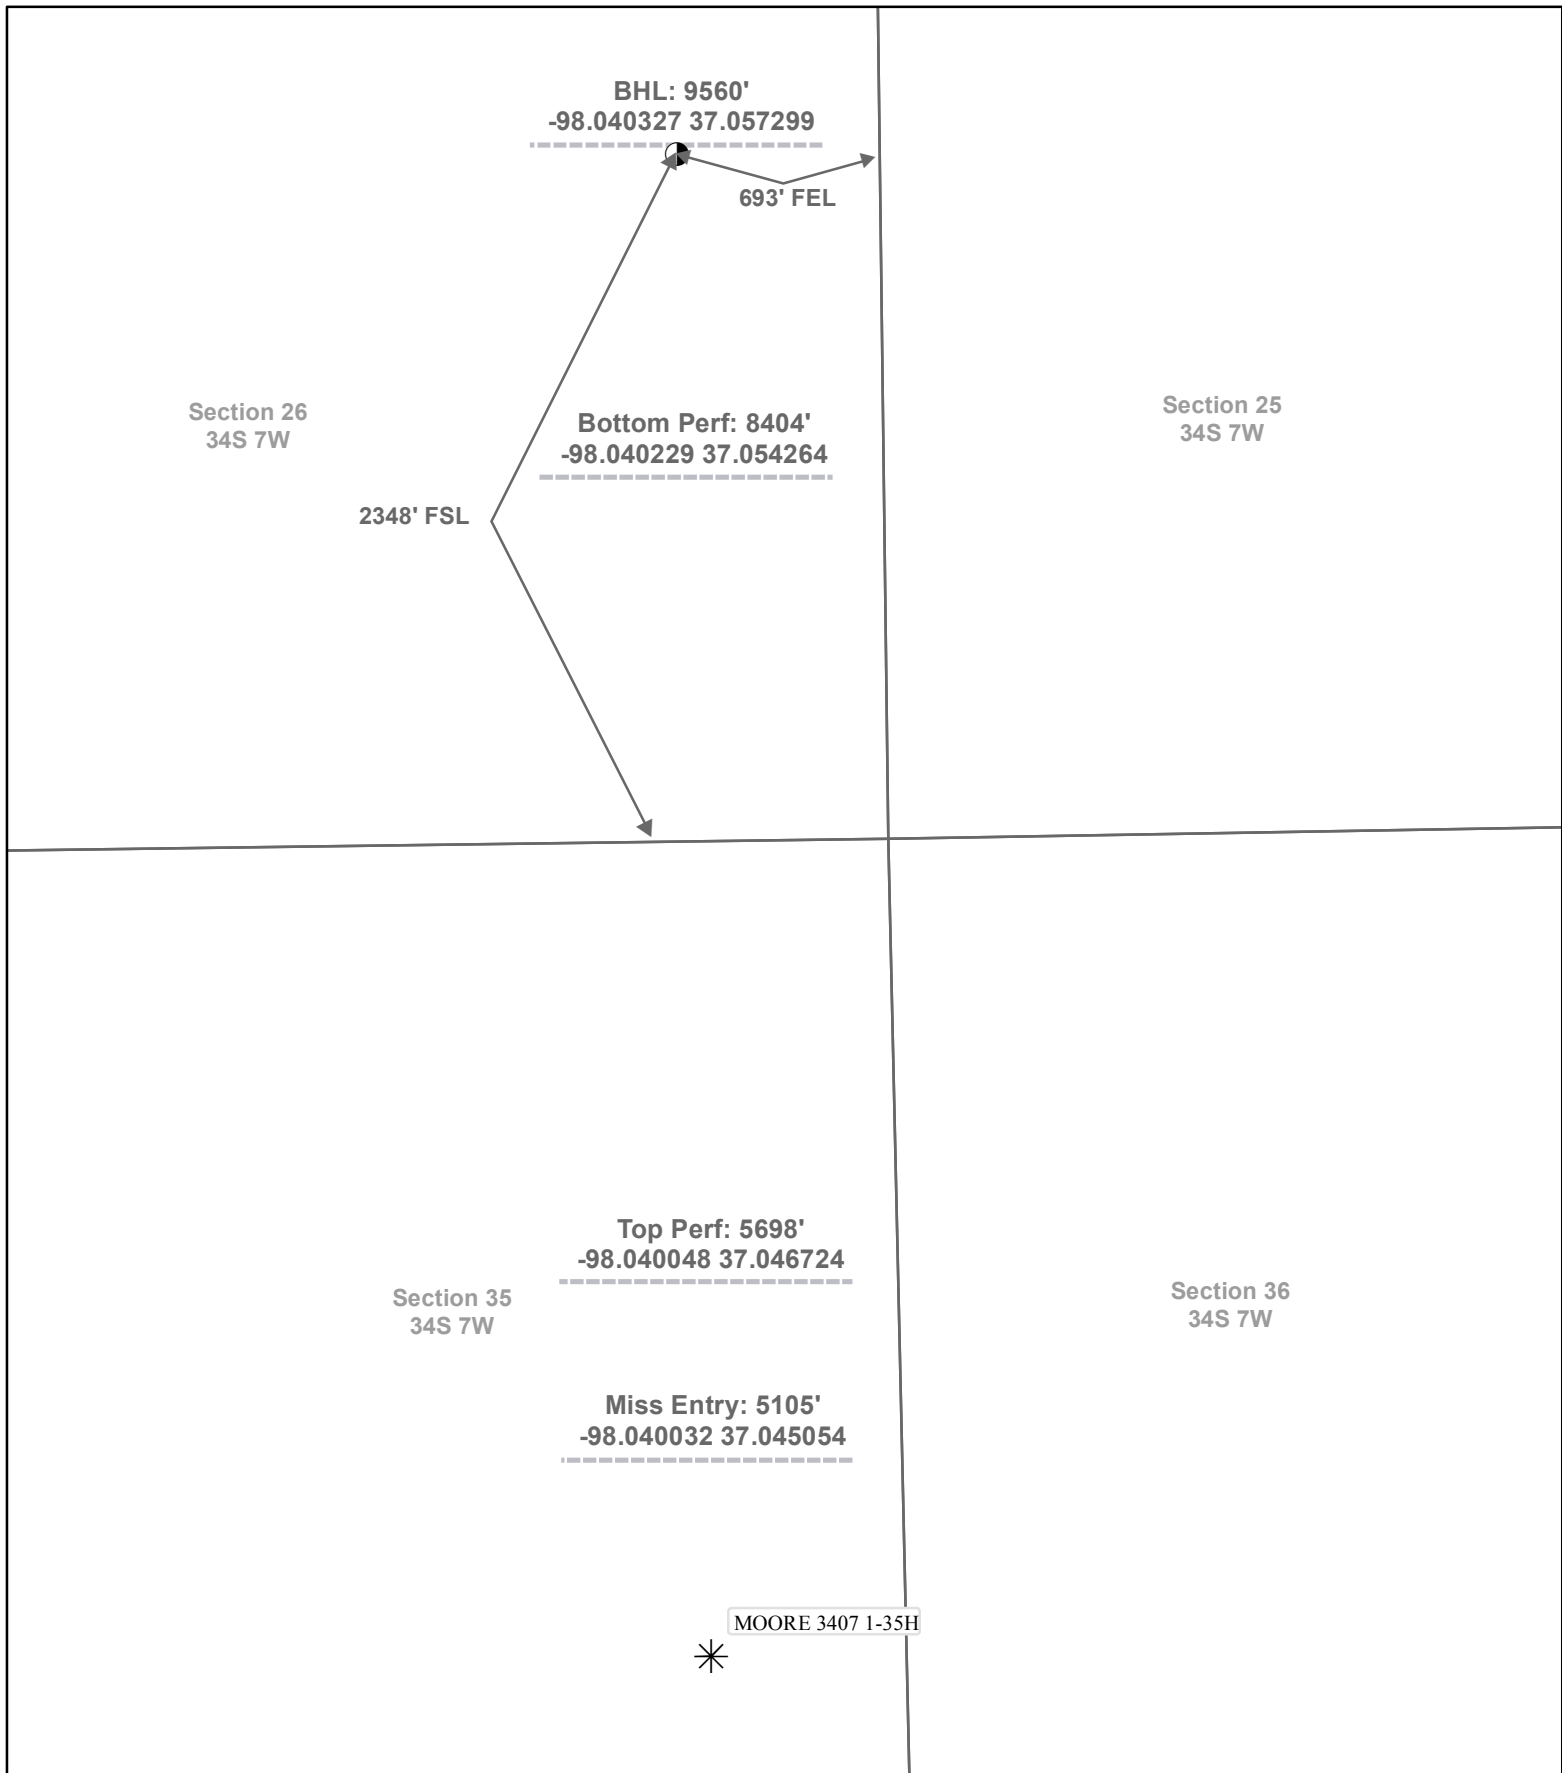 BHL: 9560'
-98.040327 37.057299
693' FEL
Section 26
34S 7W
Section 25
34S 7W
Bottom Perf: 8404'
-98.040229 37.054264
2348' FSL
Top Perf: 5698'
-98.040048 37.046724
Section 35
34S 7W
Section 36
34S 7W
Miss Entry: 5105'
-98.040032 37.045054
MOORE 3407 1-35H